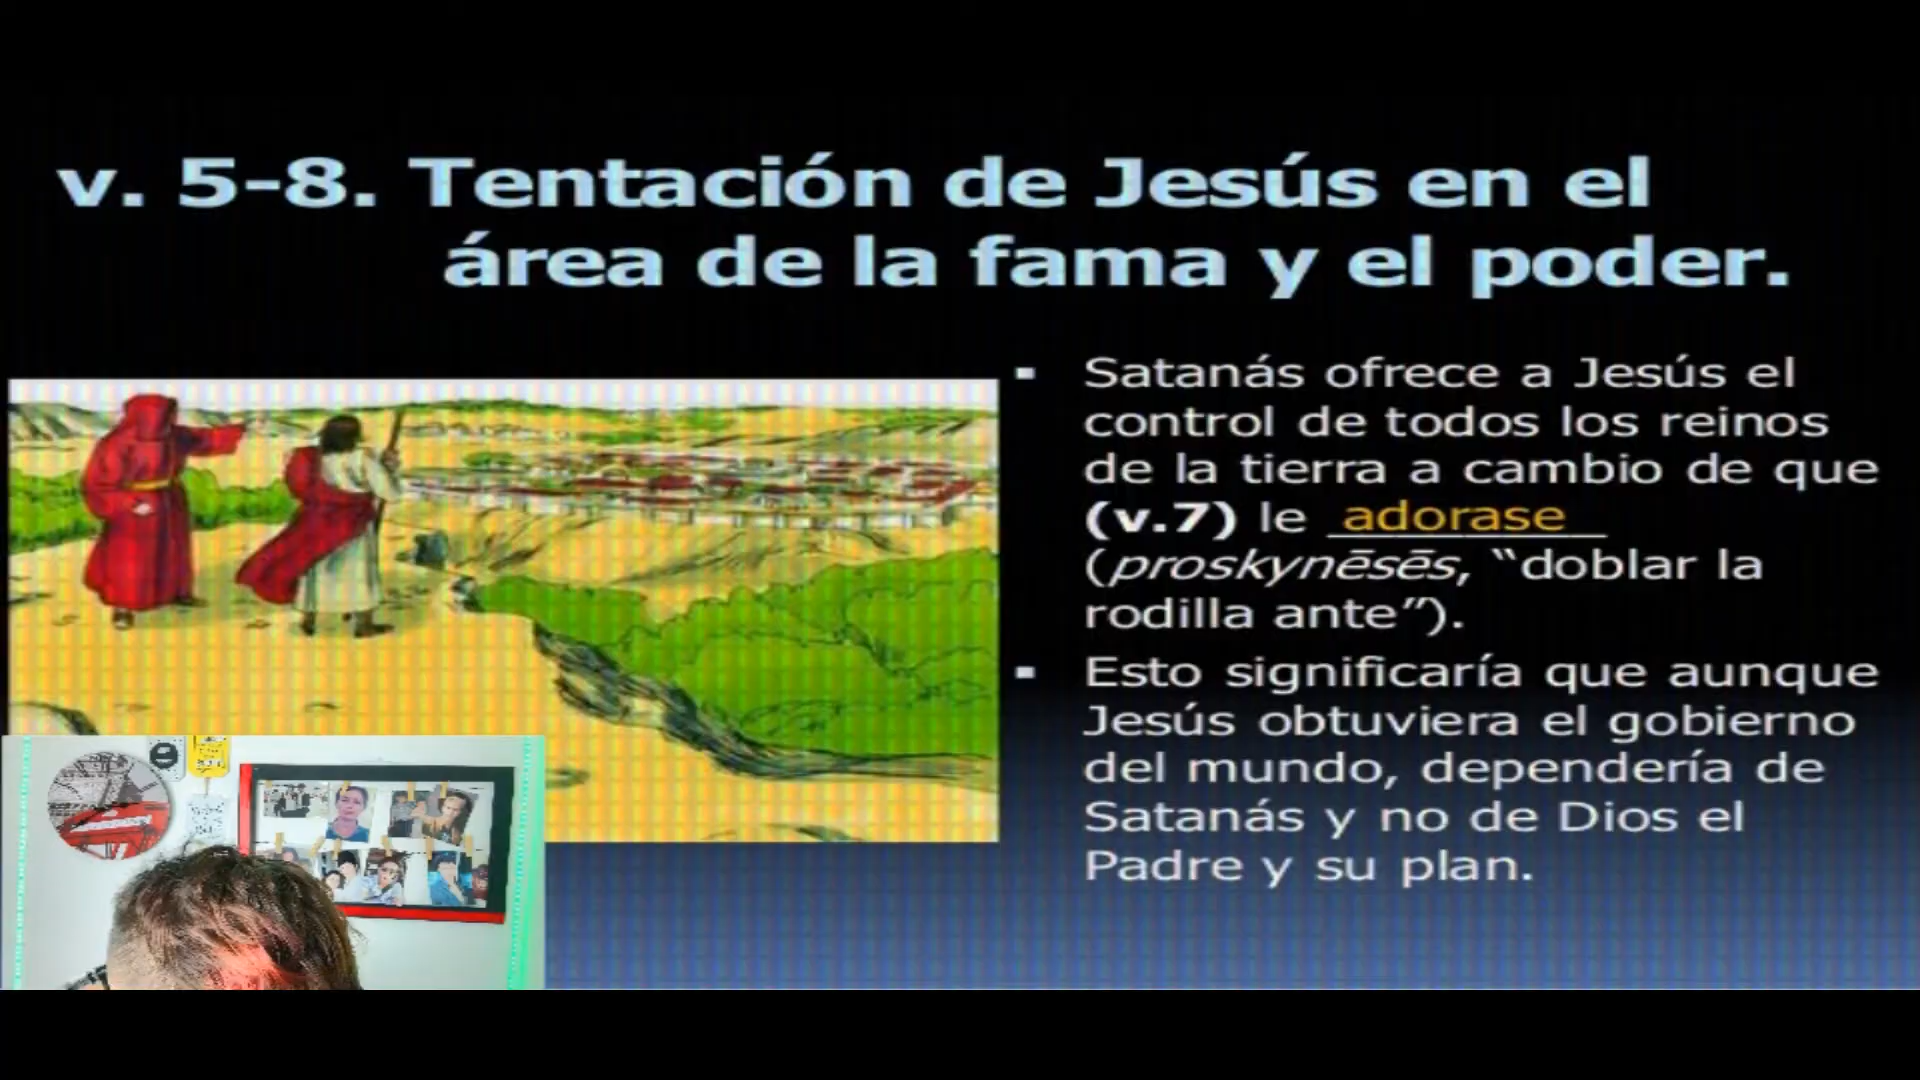 v. 5-8. Tentación de Jesús en el
área de la fama y el poder.
▪ Satanás ofrece a Jesús el
control de todos los reinos
de la tierra a cambio de que
(v.7) le adorase
(proskynēsēs, “doblar la
rodilla ante”).
▪ Esto significaría que aunque
Jesús obtuviera el gobierno
del mundo, dependería de
Satanás y no de Dios el
Padre y su plan.